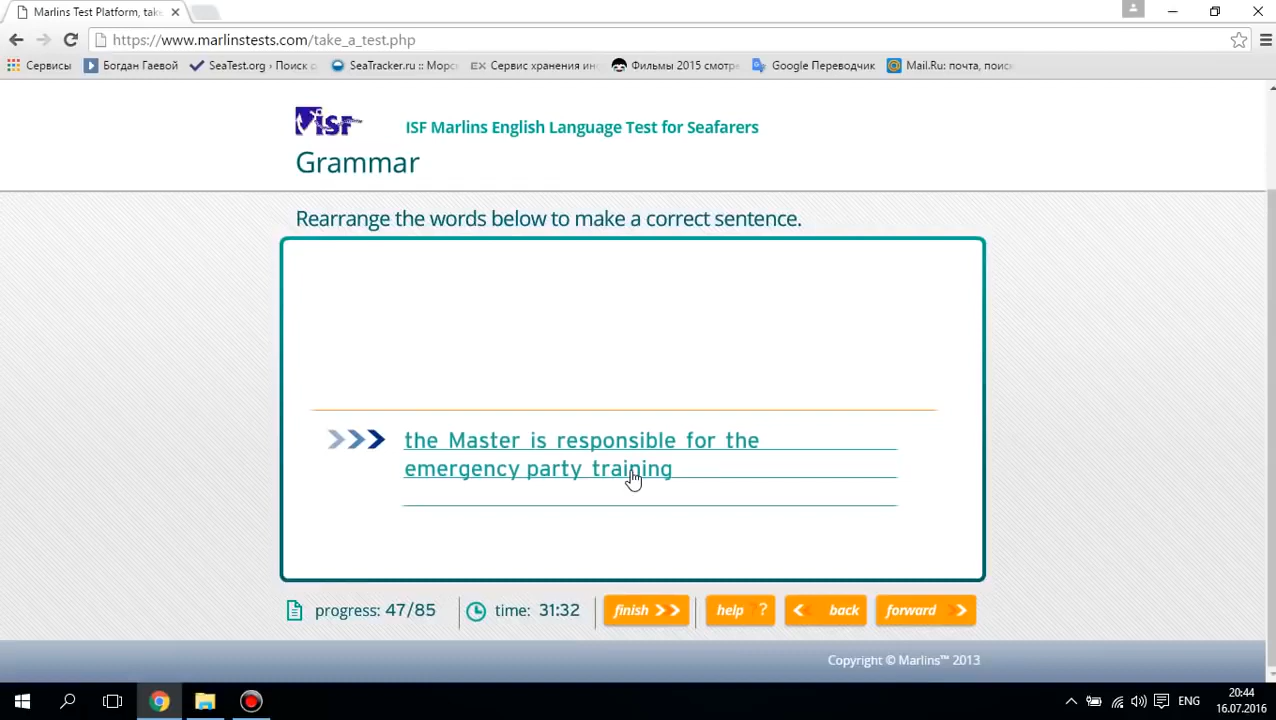 Marlins Test Platform, take
https://www.marlinstests.com/take_a_test.php
Сервисы
Богдан Гаевой
SeaTest.org › Поиск с
SeaTracker.ru :: Морс
EX Сервис хранения ин
Фильмы 2015 смотр
Google Переводчик
Mail.Ru: почта, поиск
ISF
ISF Marlins English Language Test for Seafarers
Grammar
Rearrange the words below to make a correct sentence.
the Master is responsible for the
emergency party training
progress: 47/85
time: 31:32
finish
help ?
back
forward
Copyright © Marlins™ 2013
ENG
20:44
16.07.2016